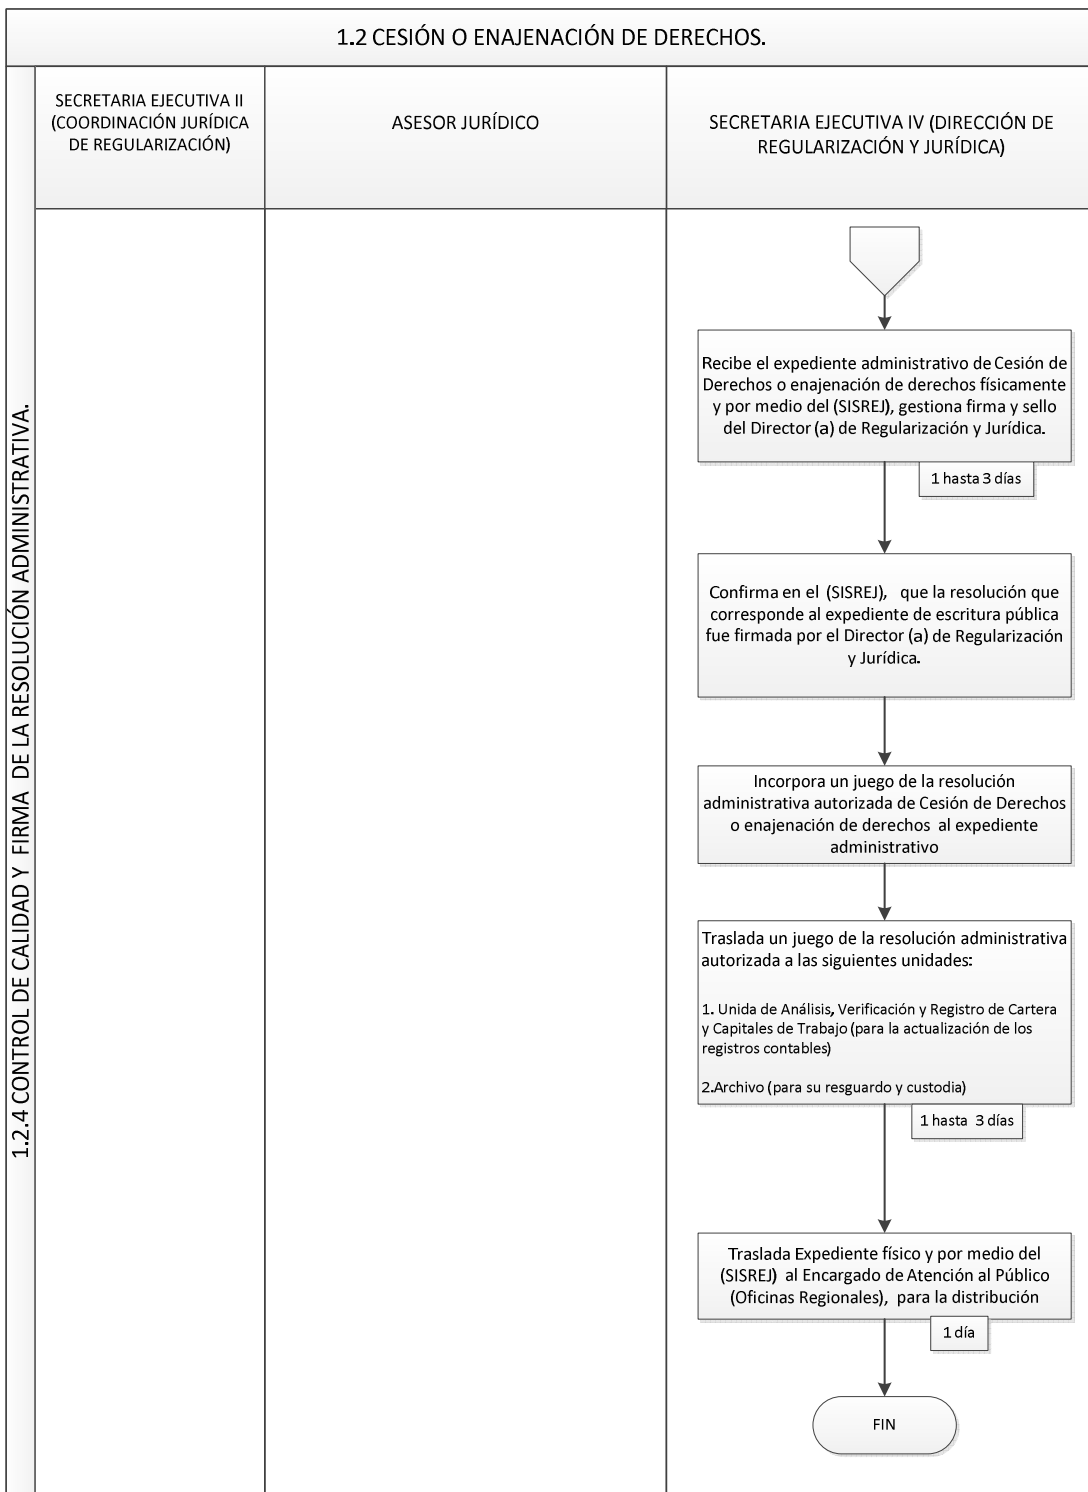 1.2 CESIÓN O ENAJENACIÓN DE DERECHOS.
1.2.4 CONTROL DE CALIDAD Y FIRMA DE LA RESOLUCIÓN ADMINISTRATIVA.
SECRETARIA EJECUTIVA II
(COORDINACIÓN JURÍDICA
DE REGULARIZACIÓN)
ASESOR JURÍDICO
SECRETARIA EJECUTIVA IV (DIRECCIÓN DE
REGULARIZACIÓN Y JURÍDICA)
Recibe el expediente administrativo de Cesión de
Derechos o enajenación de derechos físicamente
y por medio del (SISREJ), gestiona firma y sello
del Director (a) de Regularización y Jurídica.
1 hasta 3 días
Confirma en el (SISREJ), que la resolución que
corresponde al expediente de escritura pública
fue firmada por el Director (a) de Regularización
y Jurídica.
Incorpora un juego de la resolución
administrativa autorizada de Cesión de Derechos
o enajenación de derechos al expediente
administrativo
Traslada un juego de la resolución administrativa
autorizada a las siguientes unidades:
1. Unida de Análisis, Verificación y Registro de Cartera
y Capitales de Trabajo (para la actualización de los
registros contables)
2.Archivo (para su resguardo y custodia)
1 hasta 3 días
Traslada Expediente físico y por medio del
(SISREJ) al Encargado de Atención al Público
(Oficinas Regionales), para la distribución
1 día
FIN